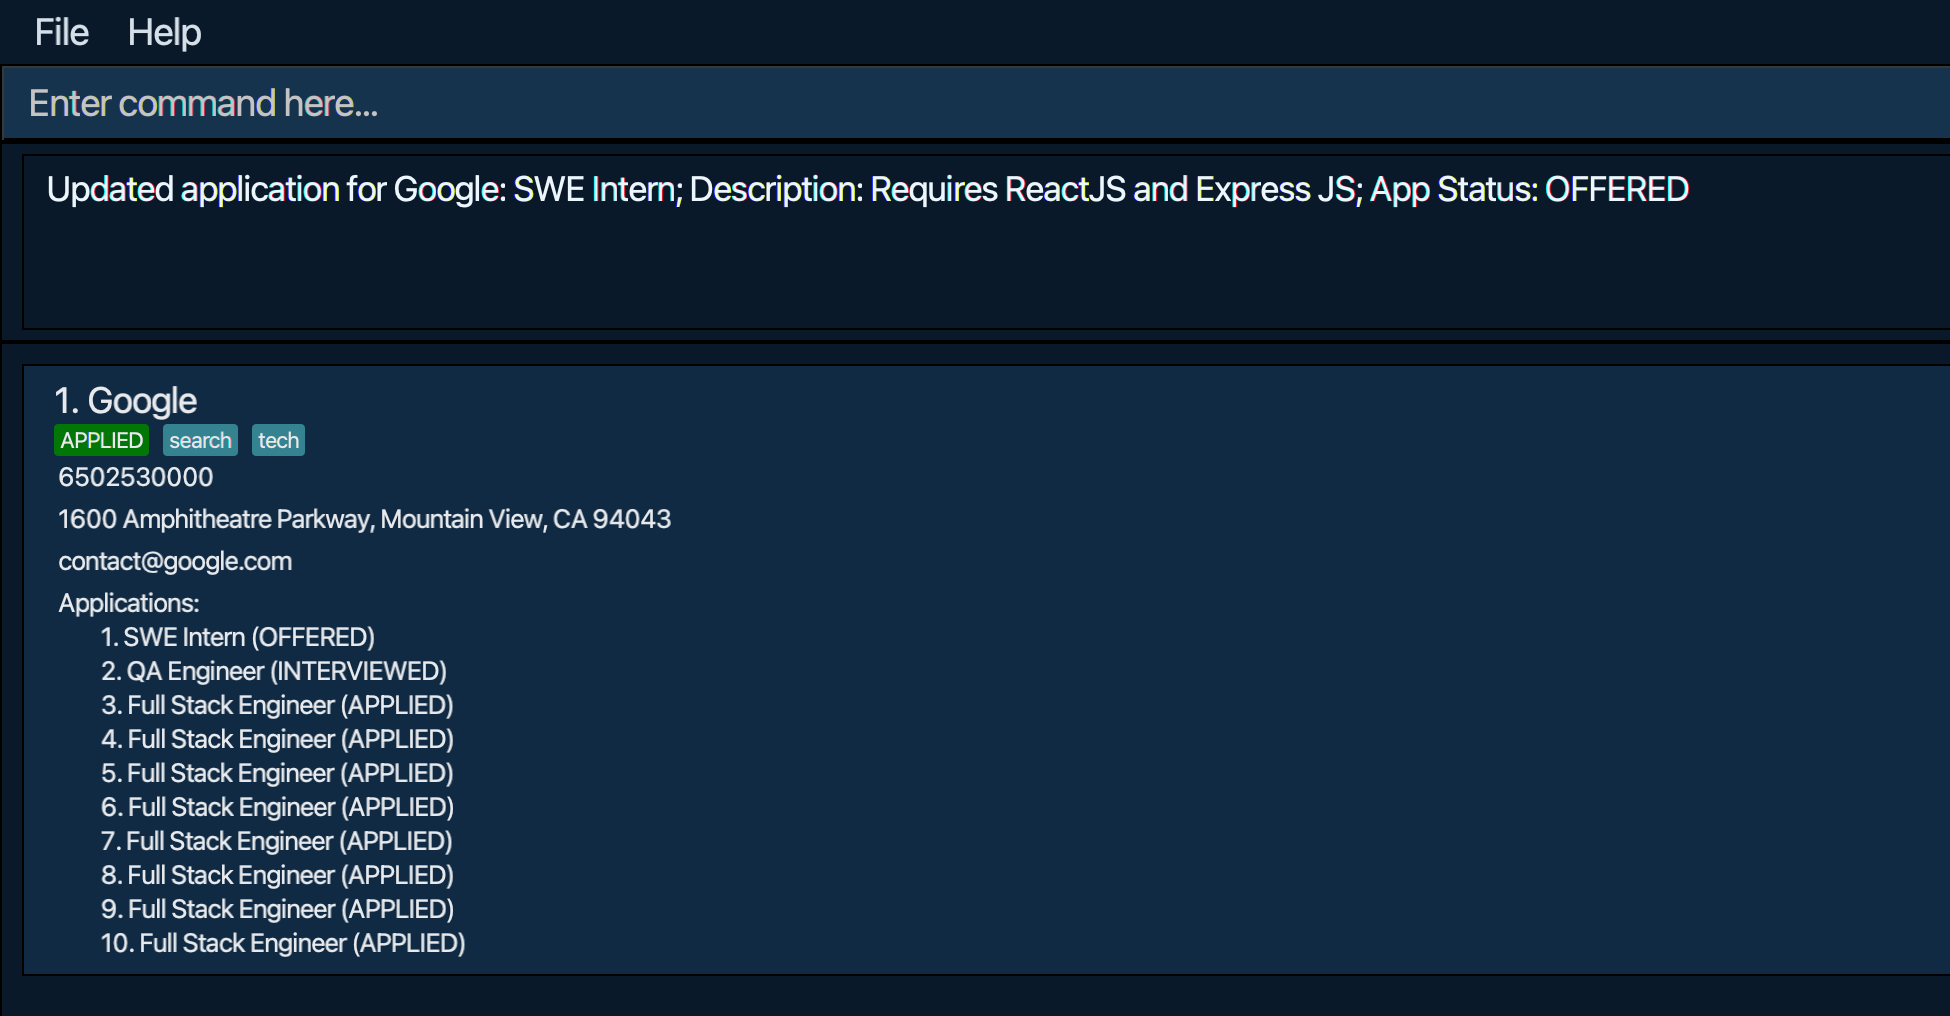 File Help
Enter command here...
Updated application for Google: SWE Intern; Description: Requires ReactJS and Express JS; App Status: OFFERED
1. Google
APPLIED search tech
6502530000
1600 Amphitheatre Parkway, Mountain View, CA 94043
contact@google.com
Applications:
1. SWE Intern (OFFERED)
2. QA Engineer (INTERVIEWED)
3. Full Stack Engineer (APPLIED)
4. Full Stack Engineer (APPLIED)
5. Full Stack Engineer (APPLIED)
6. Full Stack Engineer (APPLIED)
7. Full Stack Engineer (APPLIED)
8. Full Stack Engineer (APPLIED)
9. Full Stack Engineer (APPLIED)
10. Full Stack Engineer (APPLIED)